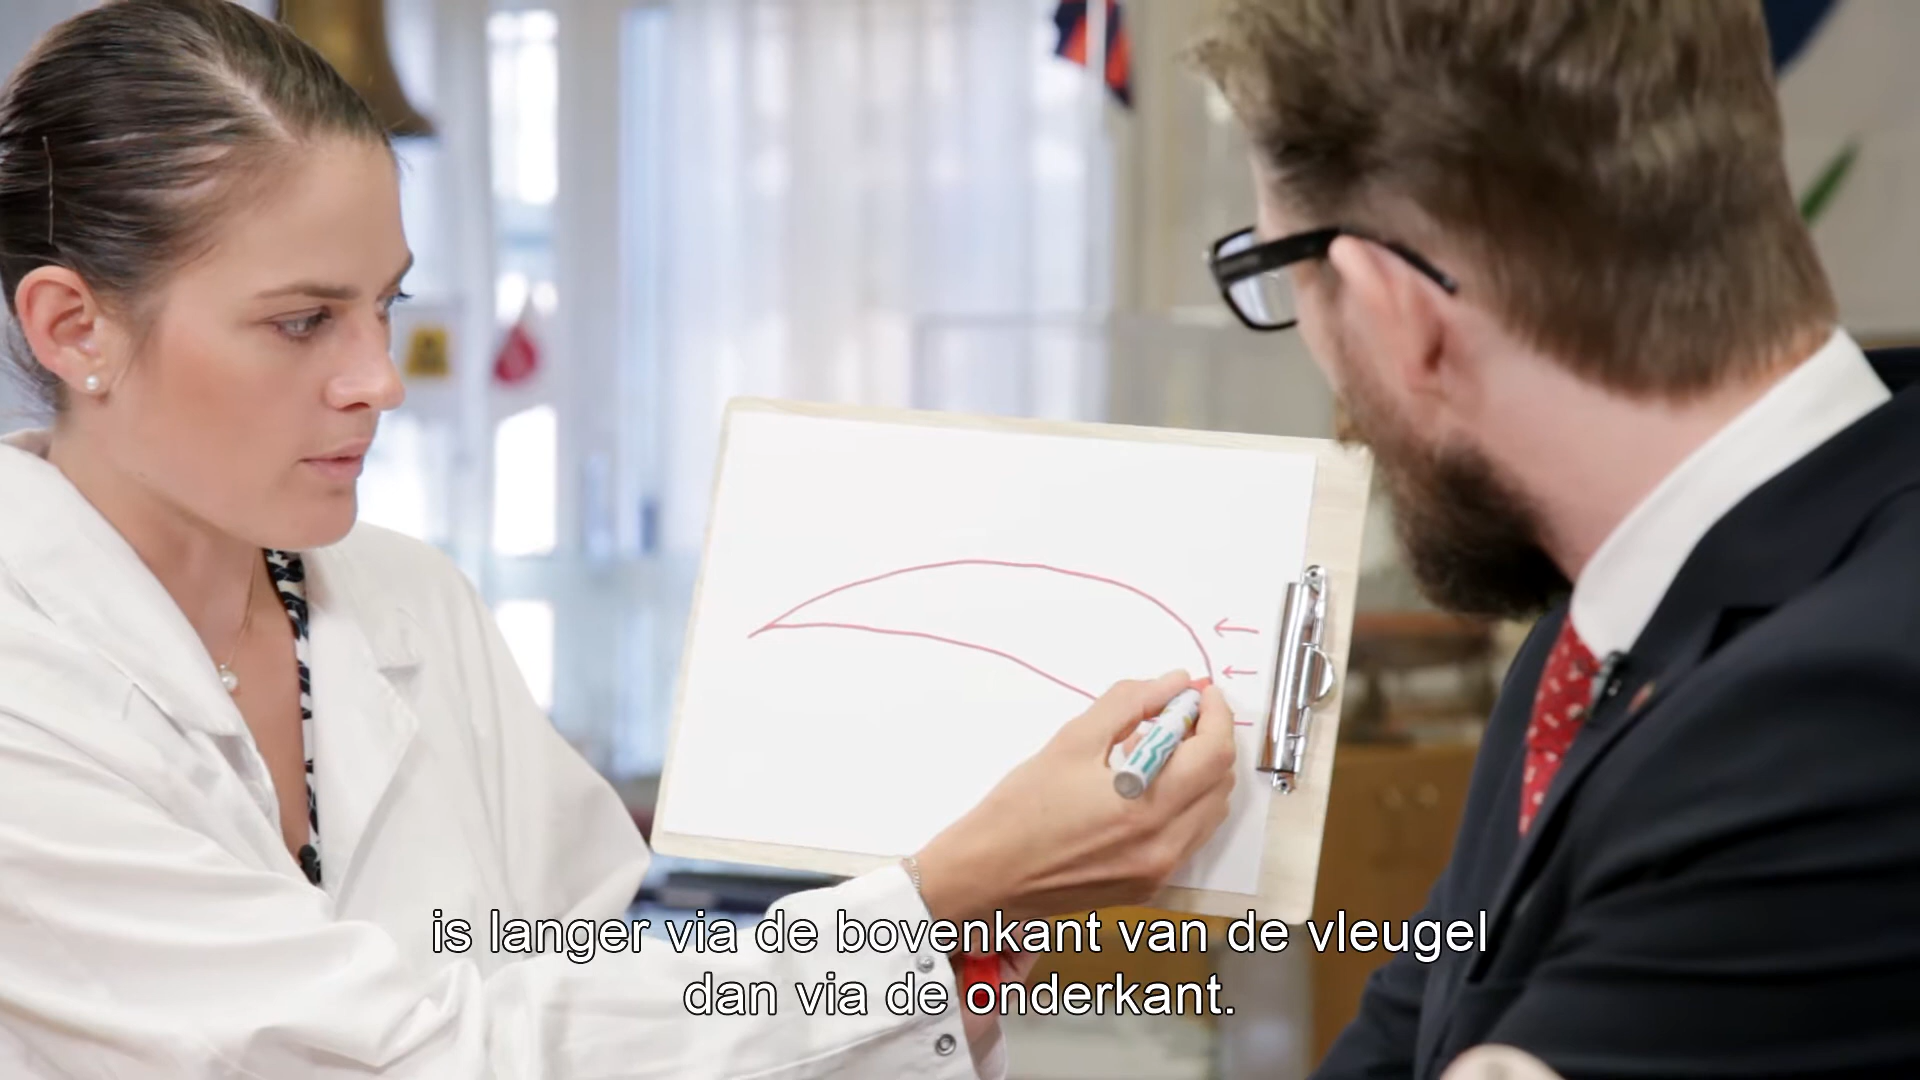 is langer via de bovenkant van de vleugel
dan via de onderkant.